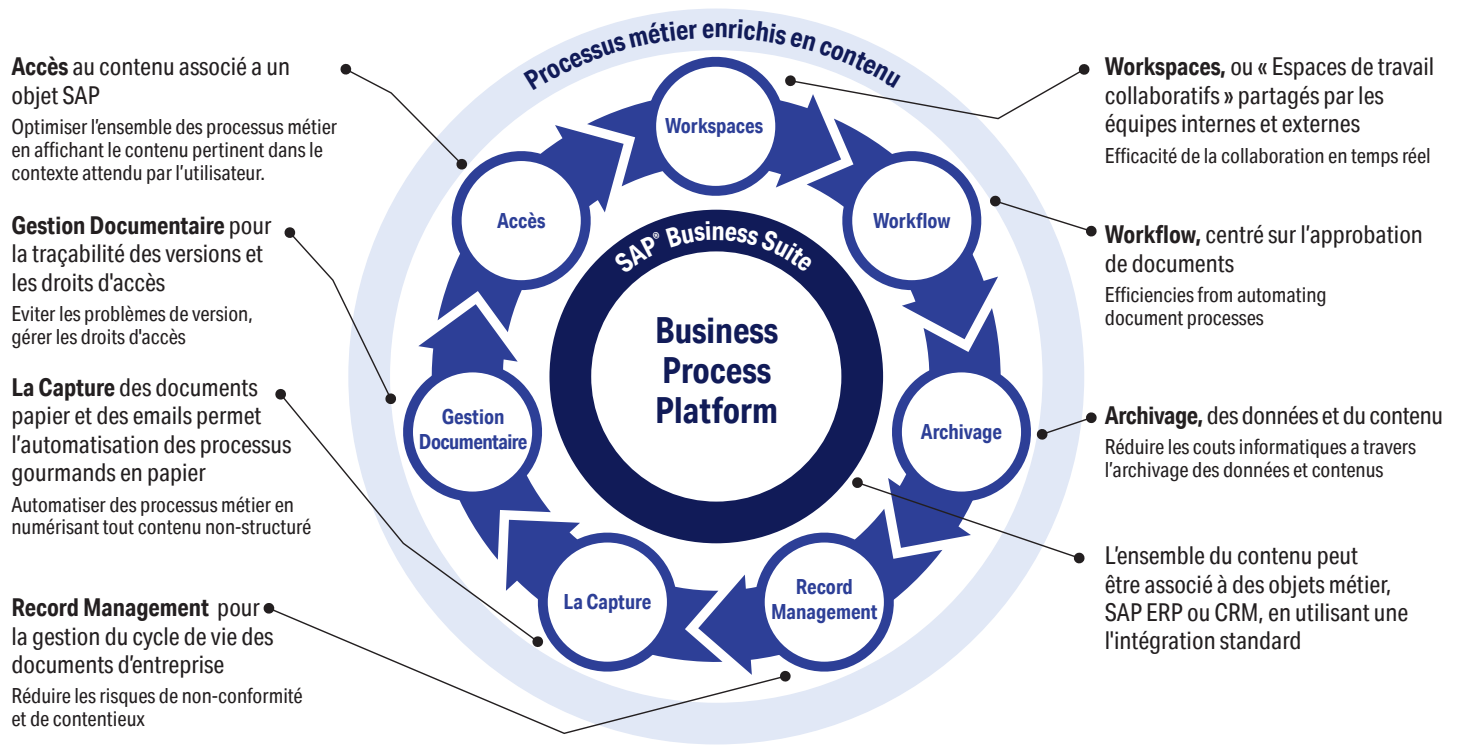 Processus métier enrichis en contenu
Accès au contenu associé a un
objet SAP
Optimiser l'ensemble des processus métier
en affichant le contenu pertinent dans le
contexte attendu par l'utilisateur.
Gestion Documentaire pour
la traçabilité des versions et
les droits d'accès
Eviter les problèmes de version,
gérer les droits d'accès
La Capture des documents
papier et des emails permet
l'automatisation des processus
gourmands en papier
Automatiser des processus métier en
numérisant tout contenu non-structuré
Record Management pour
la gestion du cycle de vie des
documents d'entreprise
Réduire les risques de non-conformité
et de contentieux
Workspaces
Workflow
Archivage
Record
Management
La Capture
Gestion
Documentaire
Accès
SAP® Business Suite
Business
Process
Platform
Workspaces, ou « Espaces de travail
collaboratifs » partagés par les
équipes internes et externes
Efficacité de la collaboration en temps réel
Workflow, centré sur l'approbation
de documents
Efficiencies from automating
document processes
Archivage, des données et du contenu
Réduire les couts informatiques a travers
l'archivage des données et contenus
L'ensemble du contenu peut
être associé à des objets métier,
SAP ERP ou CRM, en utilisant une
l'intégration standard